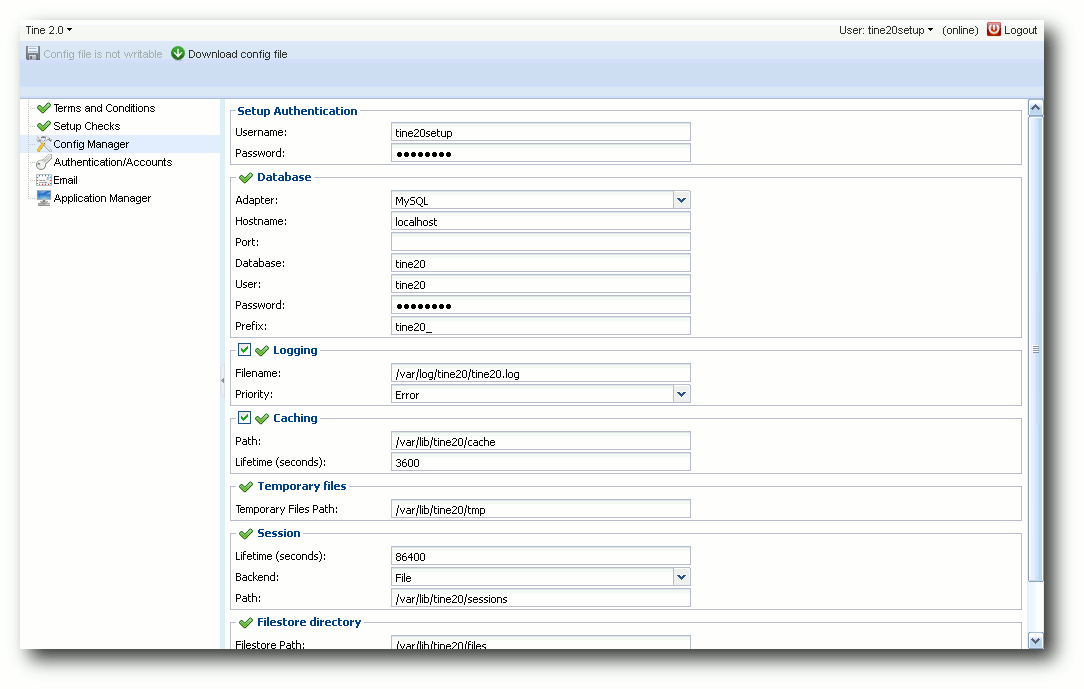 Tine 2.0 User: tine20setup (online) Logout
Config file is not writable Download config file
Terms and Conditions
Setup Checks
Config Manager
Authentication/Accounts
Email
Application Manager
Setup Authentication
Username: tine20setup
Password: ●●●●●●●●
Database
Adapter: MySQL
Hostname: localhost
Port:
Database: tine20
User: tine20
Password: ●●●●●●●●
Prefix: tine20_
Logging
Filename: /var/log/tine20/tine20.log
Priority: Error
Caching
Path: /var/lib/tine20/cache
Lifetime (seconds): 3600
Temporary files
Temporary Files Path: /var/lib/tine20/tmp
Session
Lifetime (seconds): 86400
Backend: File
Path: /var/lib/tine20/sessions
Filestore directory
Filestore Path: /var/lib/tine20/files